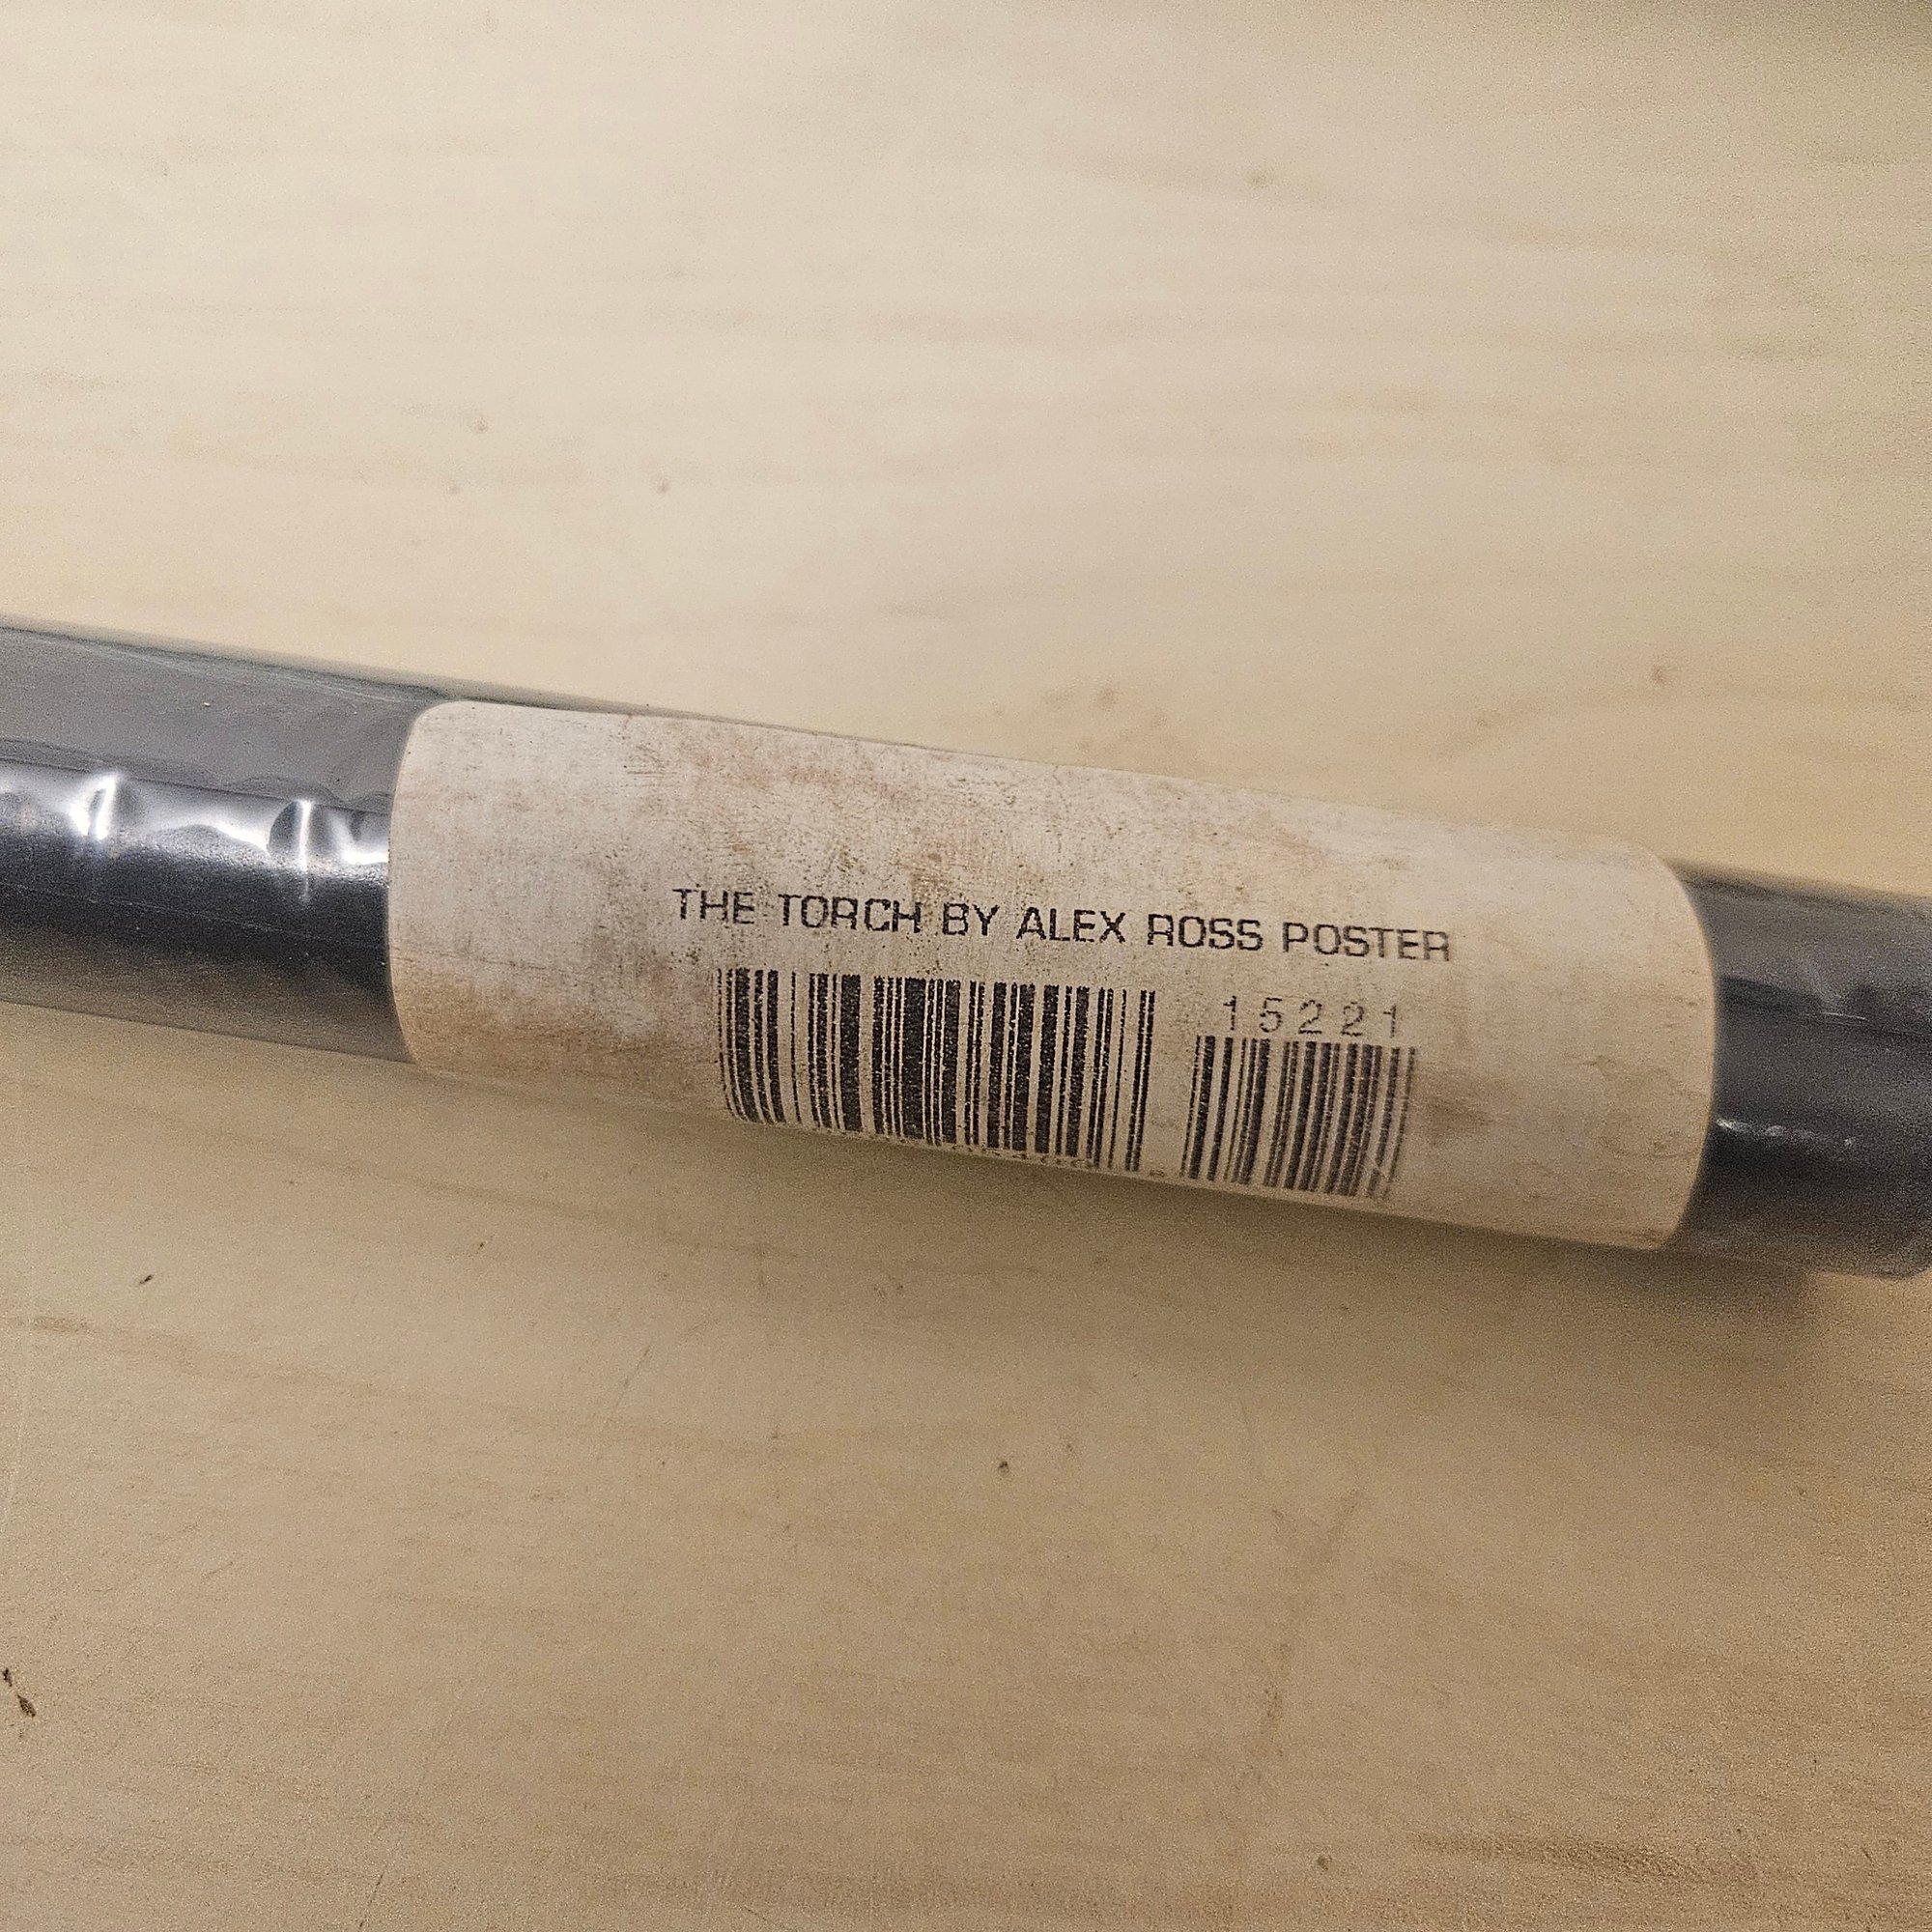 THE TORCH BY ALEX ROSS POSTER
15221